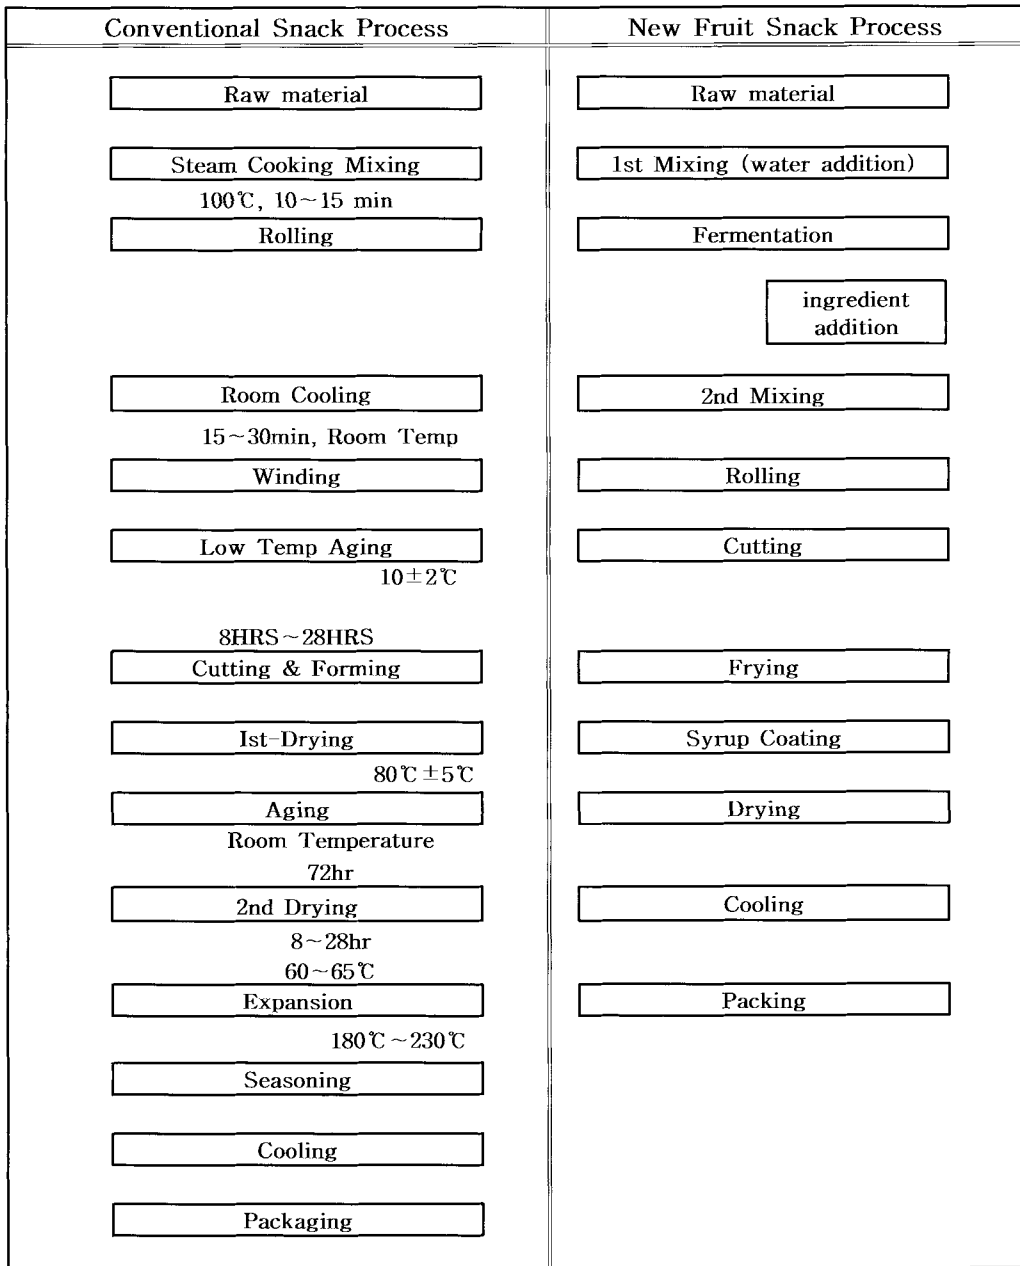 Conventional Snack Process
Raw material
Steam Cooking Mixing
100℃, 10~15 min
Rolling
Room Cooling
15~30min, Room Temp
Winding
Low Temp Aging
10±2℃
8HRS~28HRS
Cutting & Forming
Ist-Drying
80℃±5℃
Aging
Room Temperature
72hr
2nd Drying
8~28hr
60~65℃
Expansion
180℃~230℃
Seasoning
Cooling
Packaging
New Fruit Snack Process
Raw material
1st Mixing (water addition)
Fermentation
ingredient
addition
2nd Mixing
Rolling
Cutting
Frying
Syrup Coating
Drying
Cooling
Packing